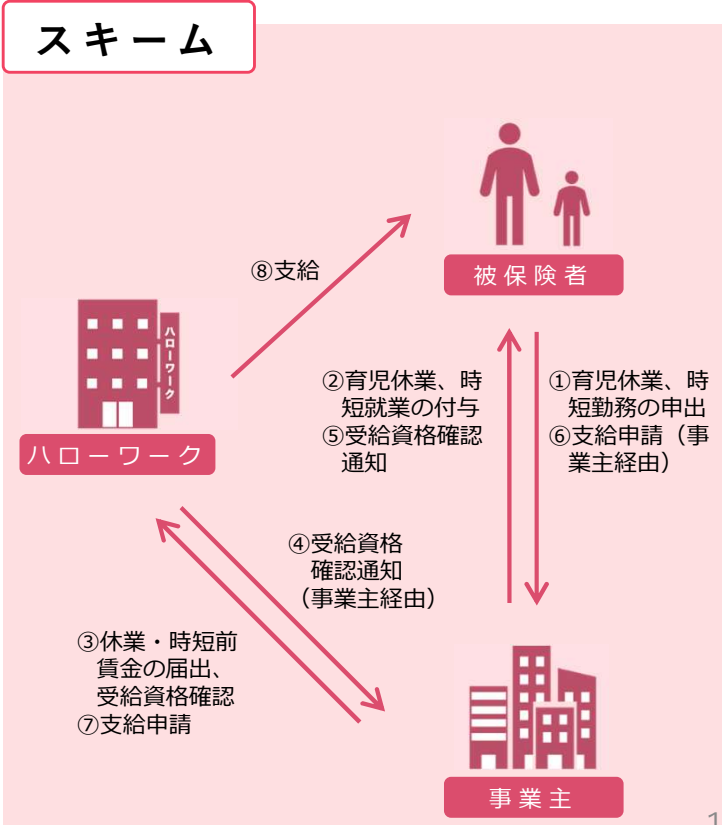 スキーム
被保険者
⑧支給
ハローワーク
ハローワーク
②育児休業、時
短就業の付与
⑤受給資格確認
通知
①育児休業、時
短勤務の申出
⑥支給申請（事
業主経由）
④受給資格
確認通知
（事業主経由）
③休業・時短前
賃金の届出、
受給資格確認
⑦支給申請
事業主
1